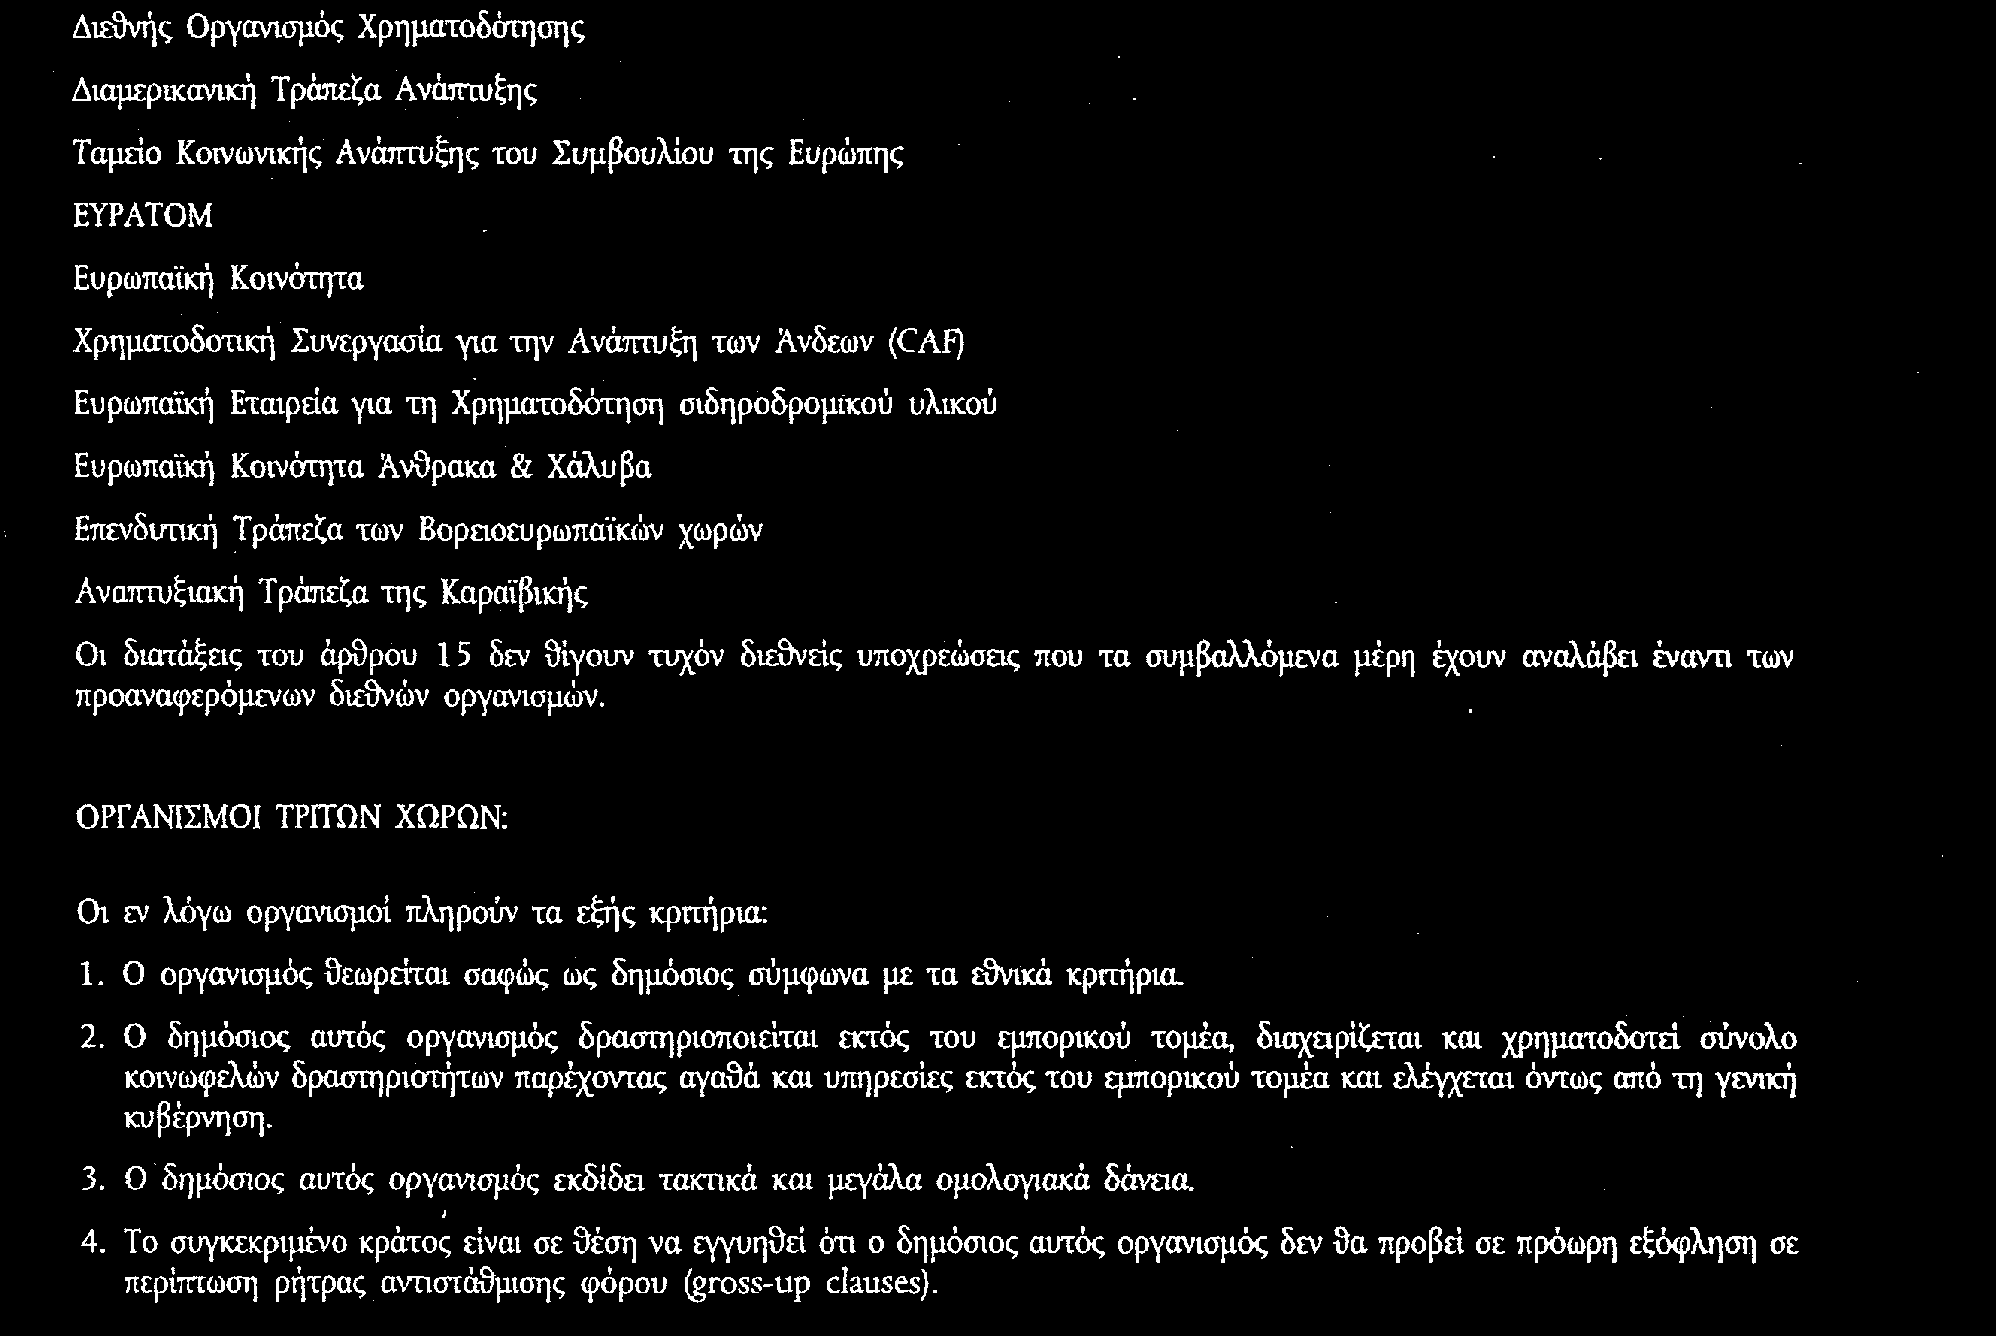 Διεθνής Οργανισμός Χρηματοδότησης
Διαμερικανική Τράπεζα Ανάπτυξης
Ταμείο Κοινωνικής Ανάπτυξης του Συμβουλίου της Ευρώπης
ΕΥΡΑΤΟΜ
Ευρωπαϊκή Κοινότητα
Χρηματοδοτική Συνεργασία για την Ανάπτυξη των Άνδεων (CAF)
Ευρωπαϊκή Εταιρεία για τη Χρηματοδότηση σιδηροδρομικού υλικού
Ευρωπαϊκή Κοινότητα Άνθρακα & Χάλυβα
Επενδυτική Τράπεζα των Βορειοευρωπαϊκών χωρών
Αναπτυξιακή Τράπεζα της Καραϊβικής
Οι διατάξεις του άρθρου 15 δεν θίγουν τυχόν διεθνείς υποχρεώσεις που τα συμβαλλόμενα μέρη έχουν αναλάβει έναντι των
προαναφερόμενων διεθνών οργανισμών.
ΟΡΓΑΝΙΣΜΟΙ ΤΡΙΤΩΝ ΧΩΡΩΝ:
Οι εν λόγω οργανισμοί πληρούν τα εξής κριτήρια:
1. Ο οργανισμός θεωρείται σαφώς ως δημόσιος σύμφωνα με τα εθνικά κριτήρια.
2. Ο δημόσιος αυτός οργανισμός δραστηριοποιείται εκτός του εμπορικού τομέα, διαχειρίζεται και χρηματοδοτεί σύνολο
κοινωφελών δραστηριοτήτων παρέχοντας αγαθά και υπηρεσίες εκτός του εμπορικού τομέα και ελέγχεται όντως από τη γενική
κυβέρνηση.
3. Ο δημόσιος αυτός οργανισμός εκδίδει τακτικά και μεγάλα ομολογιακά δάνεια.
4. Το συγκεκριμένο κράτος είναι σε θέση να εγγυηθεί ότι ο δημόσιος αυτός οργανισμός δεν θα προβεί σε πρόωρη εξόφληση σε
περίπτωση ρήτρας αντιστάθμισης φόρου (gross-up clauses).